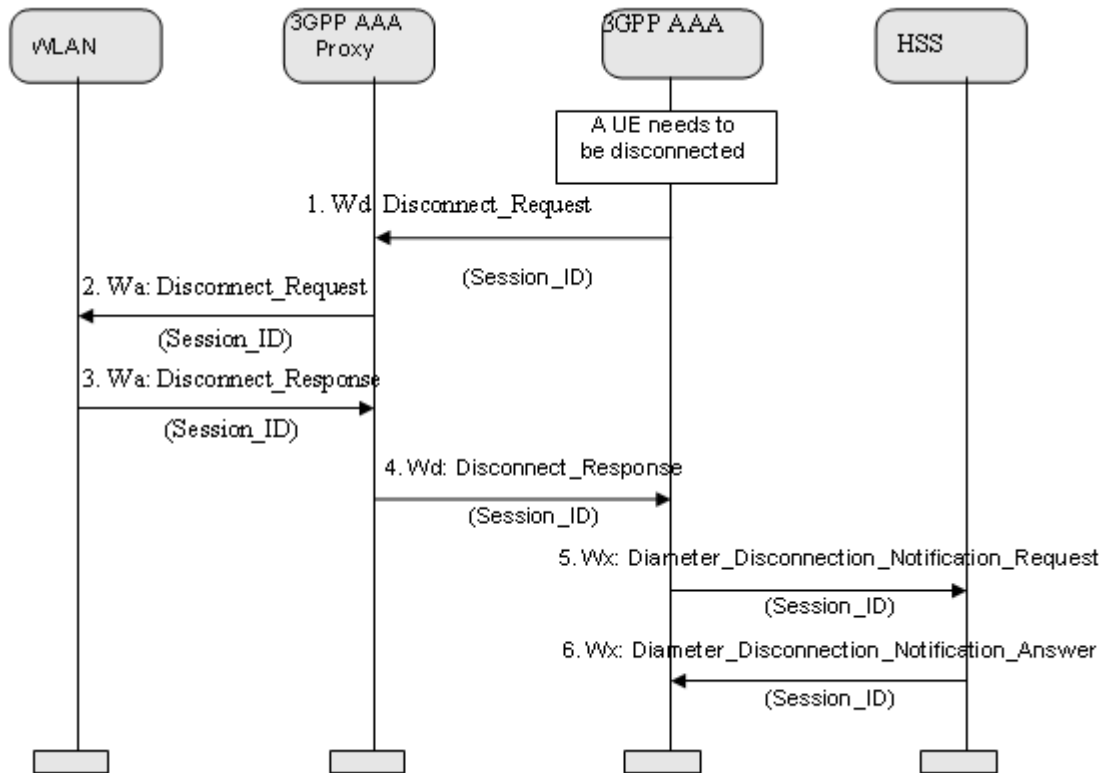 WLAN
3GPP AAA
Proxy
3GPP AAA
HSS
A UE needs to
be disconnected
1. Wd Disconnect_Request
(Session_ID)
2. Wa: Disconnect_Request
(Session_ID)
3. Wa: Disconnect_Response
(Session_ID)
4. Wd: Disconnect_Response
(Session_ID)
5. Wx: Diameter_Disconnection_Notification_Request
(Session_ID)
6. Wx: Diameter_Disconnection_Notification_Answer
(Session_ID)